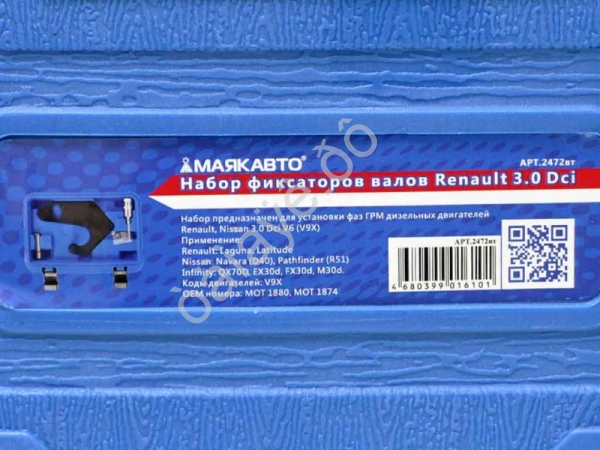 МАЯКАВТО
АРТ.2472вт
Набор фиксаторов валов Renault 3.0 Dci
Набор предназначен для установки фаз ГРМ дизельных двигателей
Renault, Nissan 3.0 Dci V6 (V9X)
Применение:
Renault: Laguna, Latitude
Nissan: Navara (D40), Pathfinder (R51)
Infinity: QX70D, EX30d, FX30d, M30d.
Коды двигателей: V9X
OEM номера: MOT 1880, MOT 1874
АРТ.2472вт
4 680399 016101